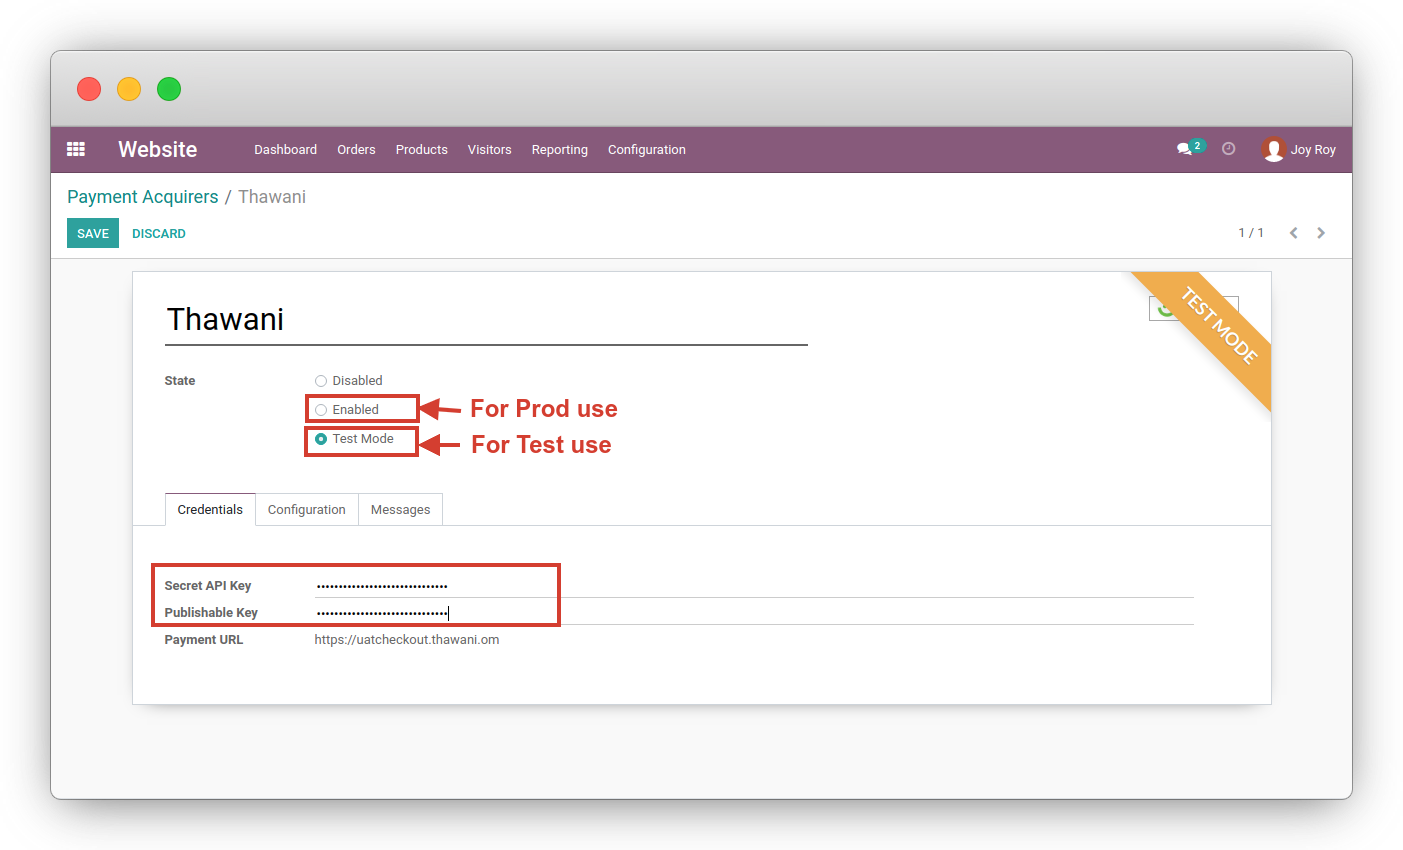 Website Dashboard Orders Products Visitors Reporting Configuration 2 Joy Roy
Payment Acquirers / Thawani
SAVE DISCARD 1 / 1
TEST MODE
Thawani
State Disabled
Enabled For Prod use
Test Mode For Test use
Credentials Configuration Messages
Secret API Key
Publishable Key
Payment URL https://uatcheckout.thawani.om